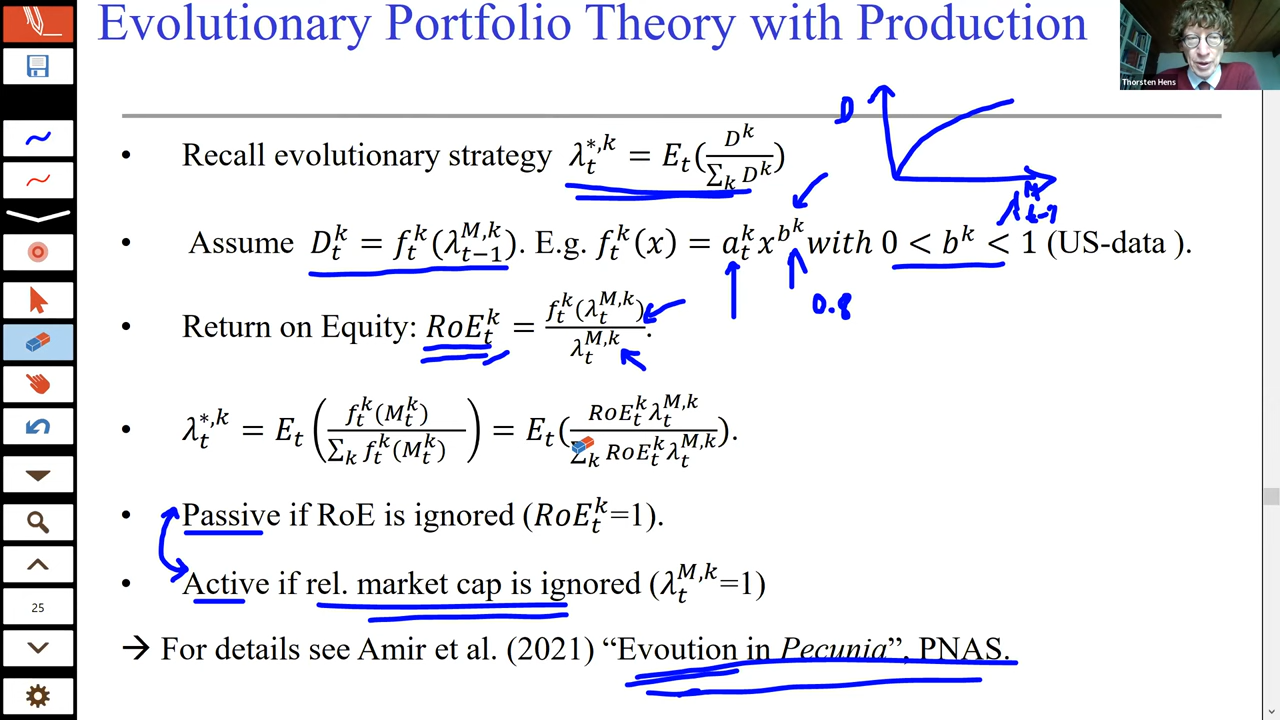 Evolutionary Portfolio Theory with Production
Thorsten Hens
D
• Recall evolutionary strategy λ_t^{*,k} = E_t(D^k / ∑_k D^k)
λ^M_{t-1}
• Assume D_t^k = f_t^k(λ_{t−1}^{M,k}). E.g. f_t^k(x) = a_t^k x^{b^k} with 0 < b^k < 1 (US-data ).
0.8
• Return on Equity: RoE_t^k = f_t^k(λ_t^{M,k}) / λ_t^{M,k}.
• λ_t^{*,k} = E_t(f_t^k(M_t^k) / ∑_k f_t^k(M_t^k)) = E_t(RoE_t^k λ_t^{M,k} / ∑_k RoE_t^k λ_t^{M,k}).
• Passive if RoE is ignored (RoE_t^k=1).
• Active if rel. market cap is ignored (λ_t^{M,k}=1)
25
→ For details see Amir et al. (2021) “Evoution in Pecunia”, PNAS.